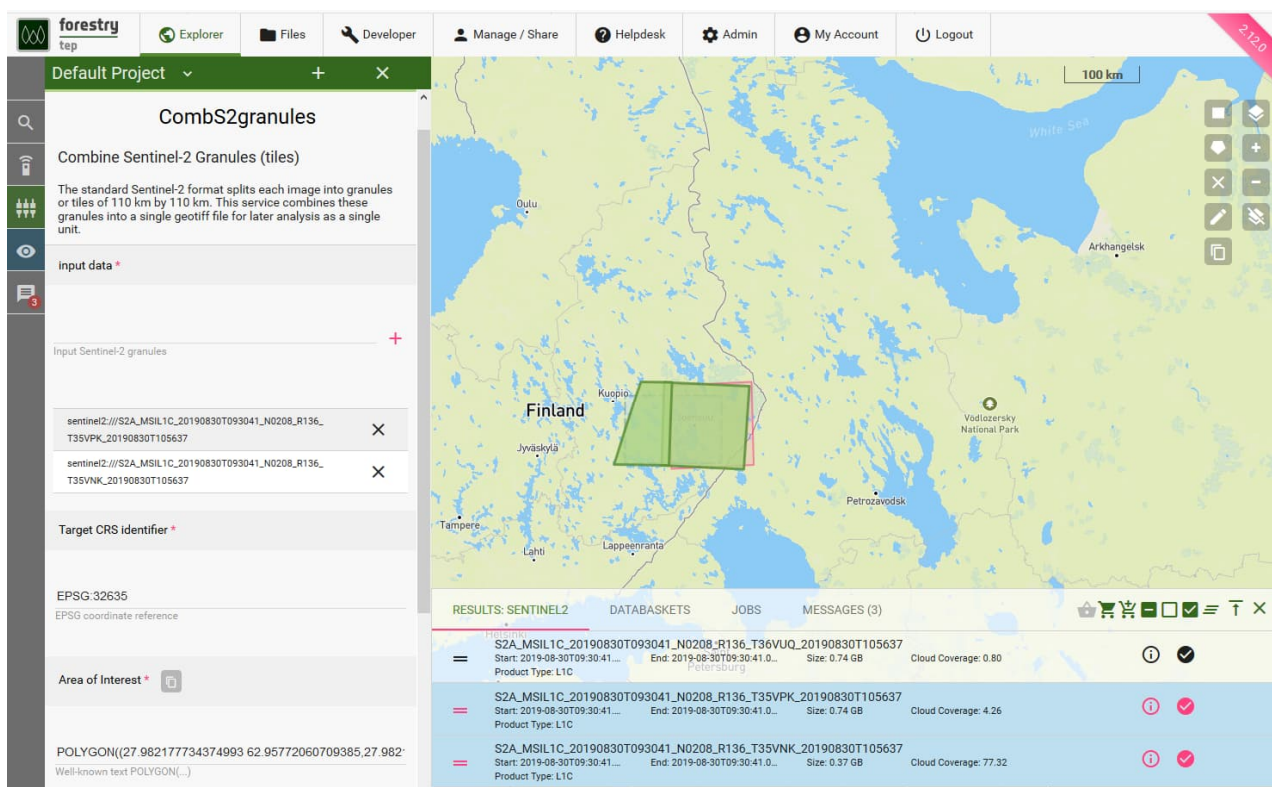 forestry
tep
Explorer
Files
Developer
Manage / Share
Helpdesk
Admin
My Account
Logout
2.12.0
Default Project
CombS2granules
Combine Sentinel-2 Granules (tiles)
The standard Sentinel-2 format splits each image into granules
or tiles of 110 km by 110 km. This service combines these
granules into a single geotiff file for later analysis as a single
unit.
input data *
Input Sentinel-2 granules
sentinel2:///S2A_MSIL1C_20190830T093041_N0208_R136_
T35VPK_20190830T105637
sentinel2:///S2A_MSIL1C_20190830T093041_N0208_R136_
T35VNK_20190830T105637
Target CRS identifier *
EPSG:32635
EPSG coordinate reference
Area of Interest *
POLYGON((27.982177734374993 62.95772060709385,27.982
Well-known text POLYGON(...)
3
100 km
White Sea
Oulu
Arkhangelsk
Kuopio
Finland
Vodlozersky
National Park
Jyväskylä
Petrozavodsk
Tampere
Lahti
Lappeenranta
RESULTS: SENTINEL2
DATABASKETS
JOBS
MESSAGES (3)
Helsinki
Petersburg
S2A_MSIL1C_20190830T093041_N0208_R136_T36VUQ_20190830T105637
Start: 2019-08-30T09:30:41.... End: 2019-08-30T09:30:41.0... Size: 0.74 GB Cloud Coverage: 0.80
Product Type: L1C
S2A_MSIL1C_20190830T093041_N0208_R136_T35VPK_20190830T105637
Start: 2019-08-30T09:30:41.... End: 2019-08-30T09:30:41.0... Size: 0.74 GB Cloud Coverage: 4.26
Product Type: L1C
S2A_MSIL1C_20190830T093041_N0208_R136_T35VNK_20190830T105637
Start: 2019-08-30T09:30:41.... End: 2019-08-30T09:30:41.0... Size: 0.37 GB Cloud Coverage: 77.32
Product Type: L1C